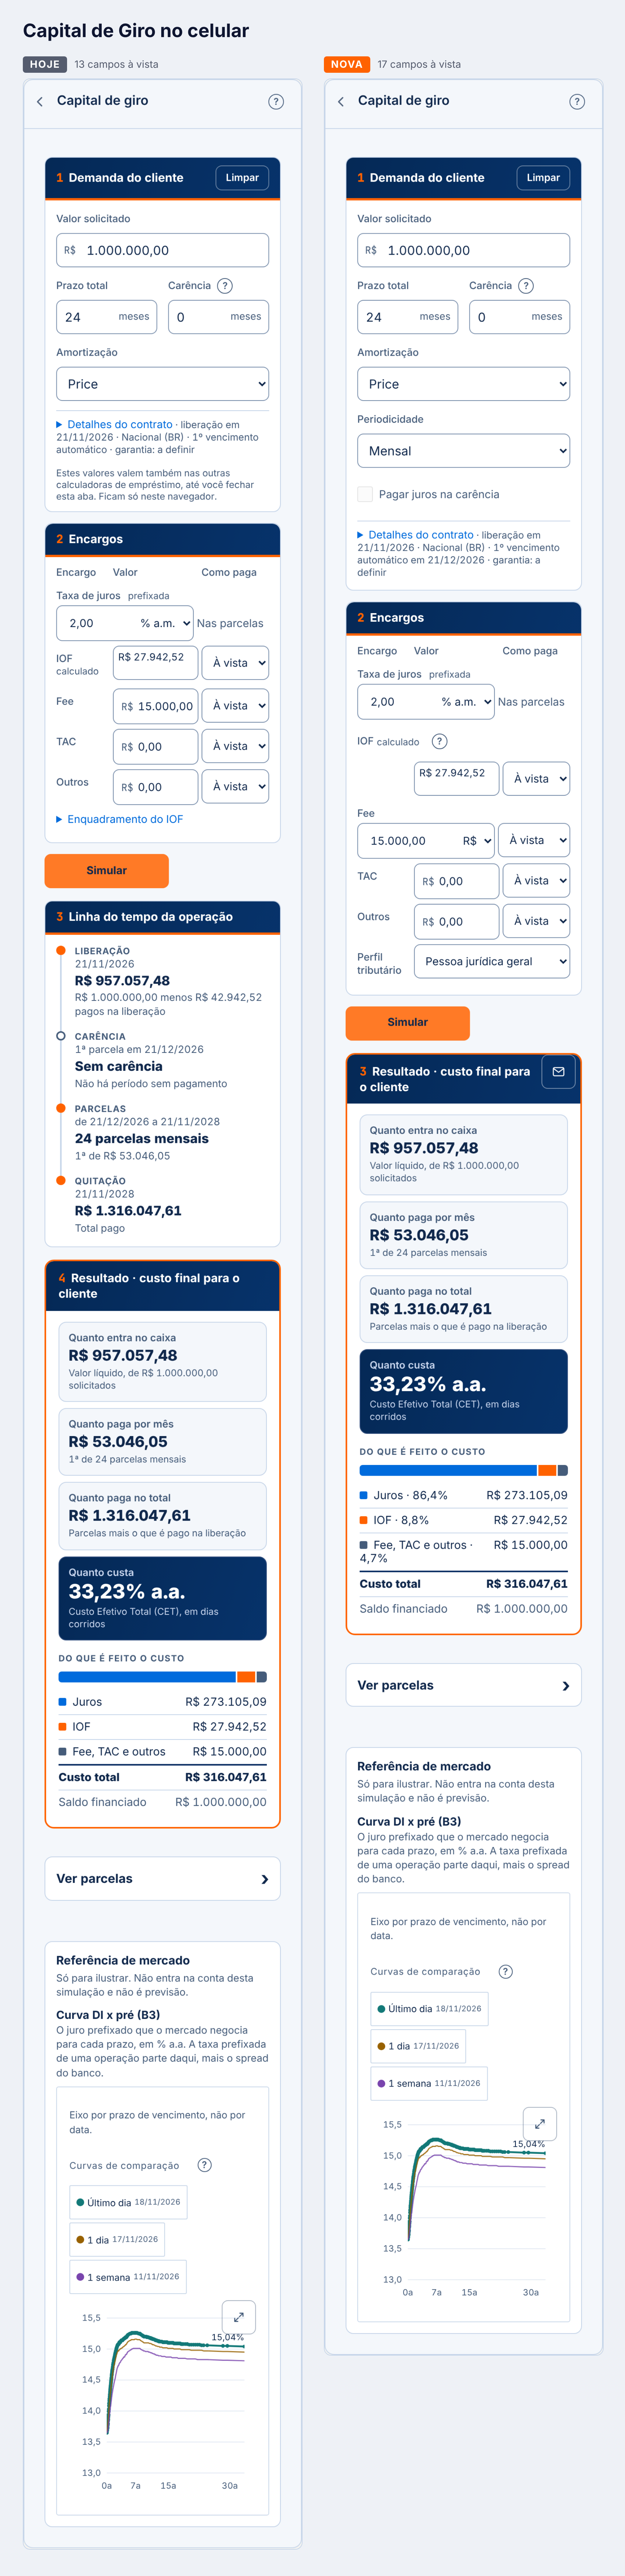 Capital de Giro no celular
HOJE 13 campos à vista
Capital de giro ?
1 Demanda do cliente Limpar
Valor solicitado
R$ 1.000.000,00
Prazo total Carência ?
24 meses 0 meses
Amortização
Price
Detalhes do contrato · liberação em
21/11/2026 · Nacional (BR) · 1º vencimento
automático · garantia: a definir
Estes valores valem também nas outras
calculadoras de empréstimo, até você fechar
esta aba. Ficam só neste navegador.
2 Encargos
Encargo Valor Como paga
Taxa de juros prefixada
2,00 % a.m. Nas parcelas
IOF R$ 27.942,52 À vista
calculado
Fee R$ 15.000,00 À vista
TAC R$ 0,00 À vista
Outros R$ 0,00 À vista
Enquadramento do IOF
Simular
3 Linha do tempo da operação
LIBERAÇÃO
21/11/2026
R$ 957.057,48
R$ 1.000.000,00 menos R$ 42.942,52
pagos na liberação
CARÊNCIA
1ª parcela em 21/12/2026
Sem carência
Não há período sem pagamento
PARCELAS
de 21/12/2026 a 21/11/2028
24 parcelas mensais
1ª de R$ 53.046,05
QUITAÇÃO
21/11/2028
R$ 1.316.047,61
Total pago
4 Resultado · custo final para o
cliente
Quanto entra no caixa
R$ 957.057,48
Valor líquido, de R$ 1.000.000,00
solicitados
Quanto paga por mês
R$ 53.046,05
1ª de 24 parcelas mensais
Quanto paga no total
R$ 1.316.047,61
Parcelas mais o que é pago na liberação
Quanto custa
33,23% a.a.
Custo Efetivo Total (CET), em dias
corridos
DO QUE É FEITO O CUSTO
Juros R$ 273.105,09
IOF R$ 27.942,52
Fee, TAC e outros R$ 15.000,00
Custo total R$ 316.047,61
Saldo financiado R$ 1.000.000,00
Ver parcelas
Referência de mercado
Só para ilustrar. Não entra na conta desta
simulação e não é previsão.
Curva DI x pré (B3)
O juro prefixado que o mercado negocia
para cada prazo, em % a.a. A taxa prefixada
de uma operação parte daqui, mais o spread
do banco.
Eixo por prazo de vencimento, não por
data.
Curvas de comparação ?
Último dia 18/11/2026
1 dia 17/11/2026
1 semana 11/11/2026
15,5
15,04%
15,0
14,5
14,0
13,5
13,0
0a 7a 15a 30a
NOVA 17 campos à vista
Capital de giro ?
1 Demanda do cliente Limpar
Valor solicitado
R$ 1.000.000,00
Prazo total Carência ?
24 meses 0 meses
Amortização
Price
Periodicidade
Mensal
Pagar juros na carência
Detalhes do contrato · liberação em
21/11/2026 · Nacional (BR) · 1º vencimento
automático em 21/12/2026 · garantia: a
definir
2 Encargos
Encargo Valor Como paga
Taxa de juros prefixada
2,00 % a.m. Nas parcelas
IOF calculado ?
R$ 27.942,52 À vista
Fee
15.000,00 R$ À vista
TAC R$ 0,00 À vista
Outros R$ 0,00 À vista
Perfil Pessoa jurídica geral
tributário
Simular
3 Resultado · custo final para
o cliente
Quanto entra no caixa
R$ 957.057,48
Valor líquido, de R$ 1.000.000,00
solicitados
Quanto paga por mês
R$ 53.046,05
1ª de 24 parcelas mensais
Quanto paga no total
R$ 1.316.047,61
Parcelas mais o que é pago na liberação
Quanto custa
33,23% a.a.
Custo Efetivo Total (CET), em dias
corridos
DO QUE É FEITO O CUSTO
Juros · 86,4% R$ 273.105,09
IOF · 8,8% R$ 27.942,52
Fee, TAC e outros · R$ 15.000,00
4,7%
Custo total R$ 316.047,61
Saldo financiado R$ 1.000.000,00
Ver parcelas
Referência de mercado
Só para ilustrar. Não entra na conta desta
simulação e não é previsão.
Curva DI x pré (B3)
O juro prefixado que o mercado negocia
para cada prazo, em % a.a. A taxa prefixada
de uma operação parte daqui, mais o spread
do banco.
Eixo por prazo de vencimento, não por
data.
Curvas de comparação ?
Último dia 18/11/2026
1 dia 17/11/2026
1 semana 11/11/2026
15,5
15,04%
15,0
14,5
14,0
13,5
13,0
0a 7a 15a 30a